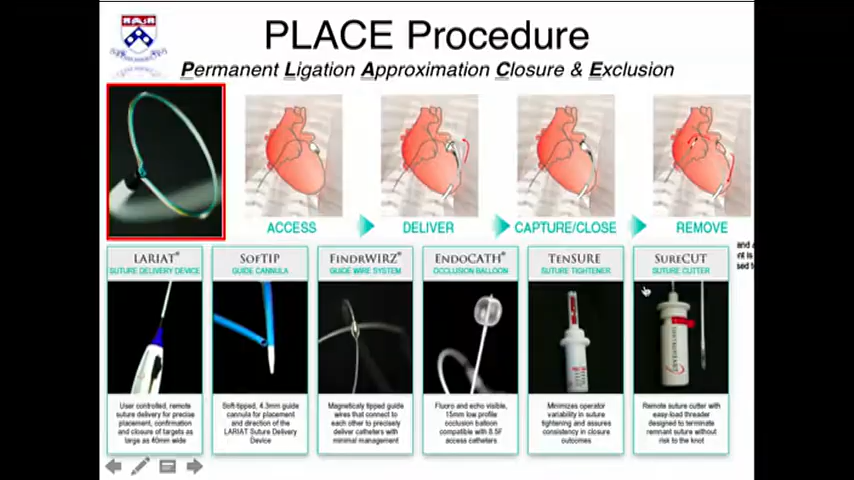 PLACE Procedure
Permanent Ligation Approximation Closure & Exclusion
ACCESS
DELIVER
CAPTURE/CLOSE
REMOVE
LARIAT®
SUTURE DELIVERY DEVICE
User controlled, remote
suture delivery for precise
placement, confirmation
and closure of targets as
large as 40mm wide
SOFTIP
GUIDE CANNULA
Soft-tipped, 4.3mm guide
cannula for placement
and direction of the
LARIAT Suture Delivery
Device
FINDRWIRZ®
GUIDE WIRE SYSTEM
Magnetically tipped guide
wires that connect to
each other to precisely
deliver catheters with
minimal management
ENDOCATH®
OCCLUSION BALLOON
Fluoro and echo visible,
15mm low profile
occlusion balloon
compatible with 8.5F
access catheters
TENSURE
SUTURE TIGHTENER
Minimizes operator
variability in suture
tightening and assures
consistency in closure
outcomes
SURECUT
SUTURE CUTTER
Remote suture cutter with
easy-load threader
designed to terminate
remnant suture without
risk to the knot
and